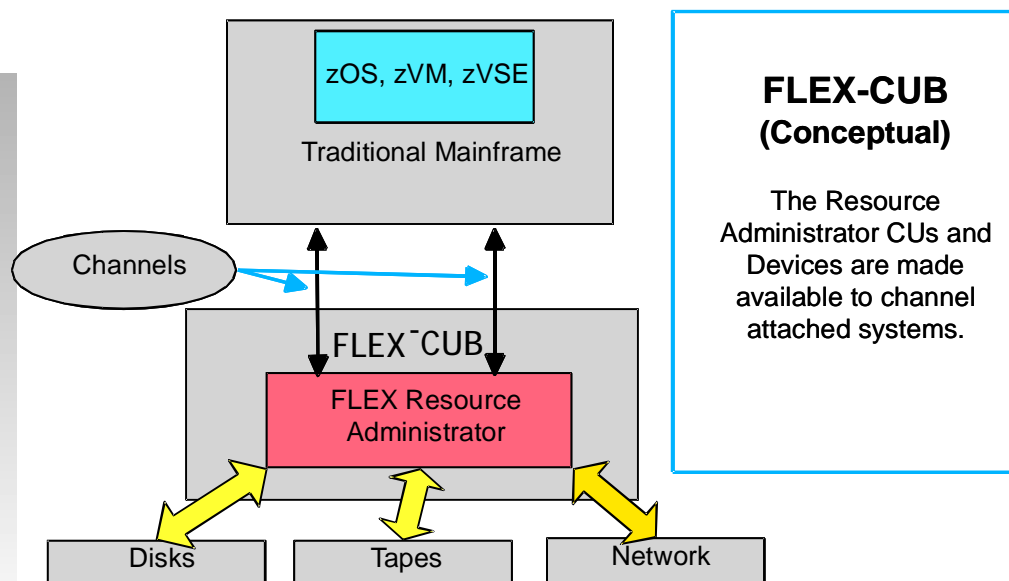 zOS, zVM, zVSE
Traditional Mainframe
Channels
FLEX-CUB
FLEX Resource
Administrator
Disks
Tapes
Network
FLEX-CUB
(Conceptual)
The Resource
Administrator CUs and
Devices are made
available to channel
attached systems.